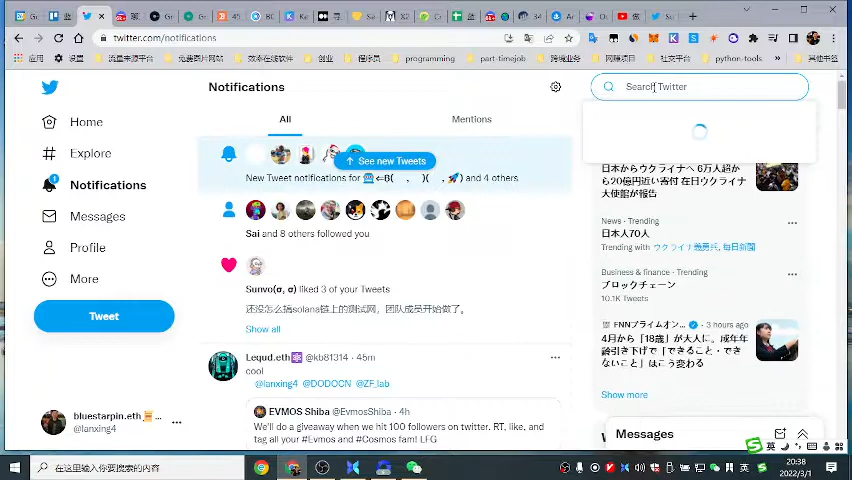 twitter.com/notifications
应用
设置
流量来源平台
免费图片网站
效率在线软件
创业
程序员
programming
part-timejob
跨境业务
网赚项目
社交平台
python-tools
其他书签
Notifications
Search Twitter
All
Mentions
Home
Explore
1
Notifications
Messages
Profile
More
Tweet
bluestarpin.eth
@lanxing4
See new Tweets
and 4 others
New Tweet notifications for
Sai and 8 others followed you
Sunvo(σ, σ) liked 3 of your Tweets
还没怎么搞solana链上的测试网，团队成员开始做了。
Show all
Lequd.eth @kb81314 · 45m
cool
@lanxing4 @DODOCN @ZF_lab
EVMOS Shiba @EvmosShiba · 4h
We'll do a giveaway when we hit 100 followers on twitter. RT, like, and
tag all your #Evmos and #Cosmos fam! LFG
日本からウクライナへ 6万人超か
ら20億円近い寄付 在日ウクライナ
大使館が報告
News · Trending
日本人70人
Trending with ウクライナ義勇兵, 毎日新聞
Business & finance · Trending
ブロックチェーン
10.1K Tweets
FNNプライムオン... · 3 hours ago
4月から「18歳」が大人に。成年年
齢引き下げで「できること・でき
ないこと」はこう変わる
Show more
Messages
英
在这里输入你要搜索的内容
英
20:38
2022/3/1